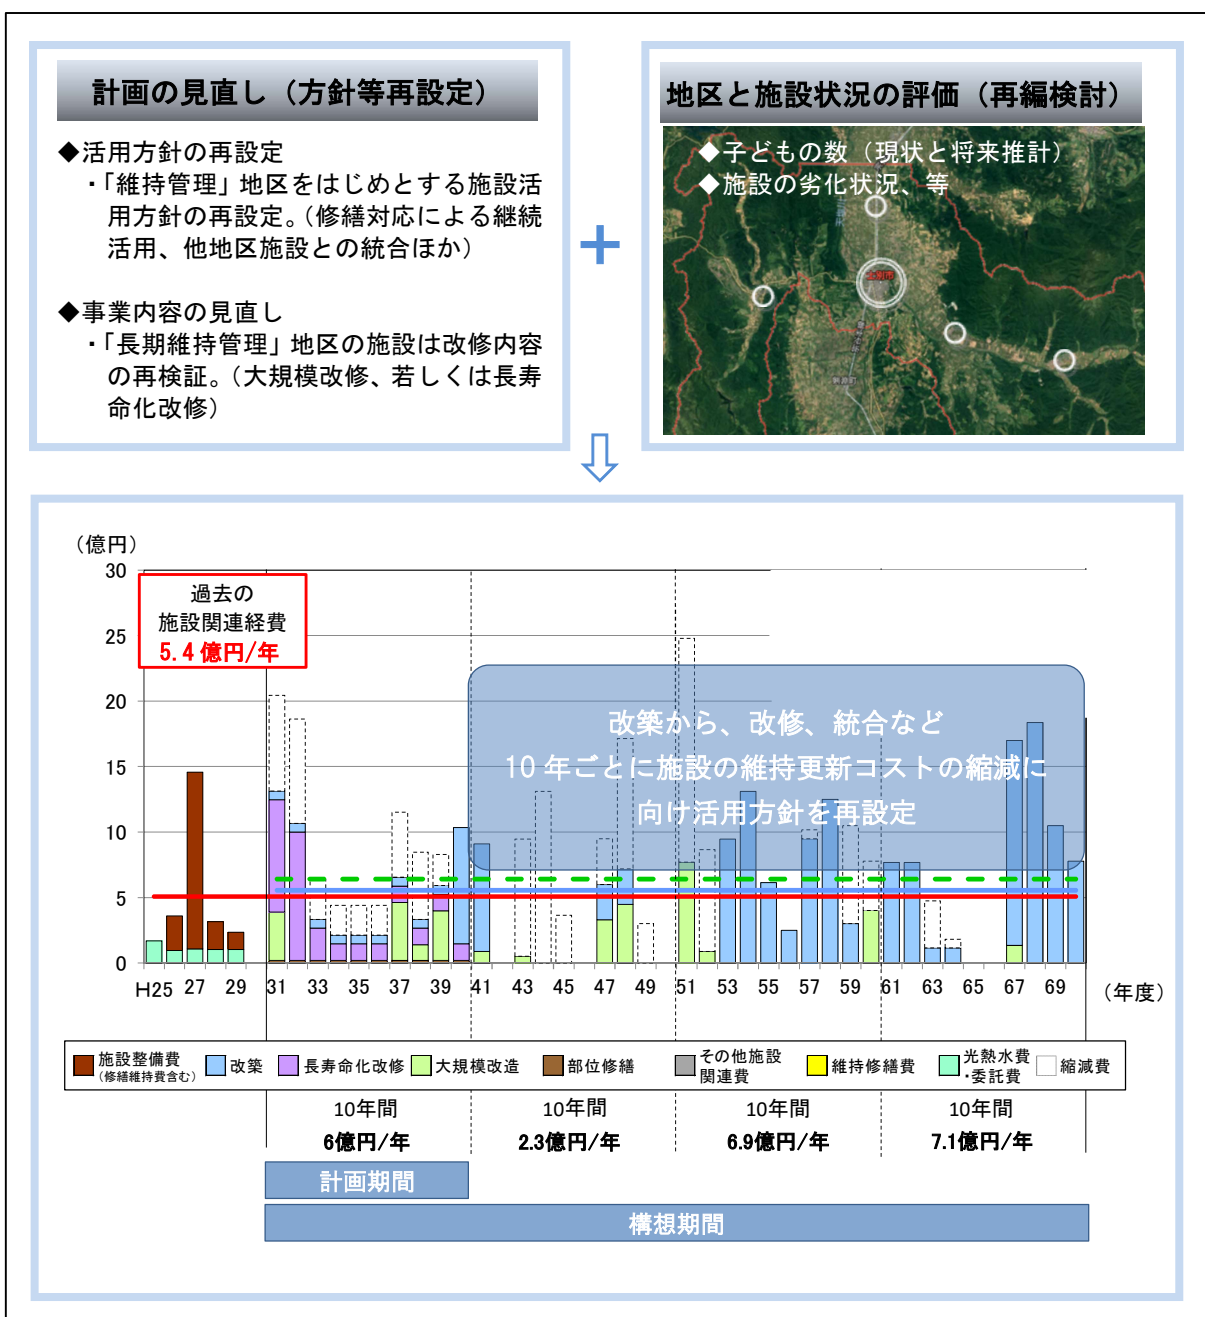 計画の見直し（方針等再設定）
◆活用方針の再設定
・「維持管理」地区をはじめとする施設活
用方針の再設定。（修繕対応による継続
活用、他地区施設との統合ほか）
◆事業内容の見直し
・「長期維持管理」地区の施設は改修内容
の再検証。（大規模改修、若しくは長寿
命化改修）
＋
地区と施設状況の評価（再編検討）
◆子どもの数（現状と将来推計）
◆施設の劣化状況、等
士別市
（億円）
30
25
20
15
10
5
0
過去の
施設関連経費
5.4億円/年
改築から、改修、統合など
10年ごとに施設の維持更新コストの縮減に
向け活用方針を再設定
H25 27 29 31 33 35 37 39 41 43 45 47 49 51 53 55 57 59 61 63 65 67 69 （年度）
施設整備費
（修繕維持費含む）
改築
長寿命化改修
大規模改造
部位修繕
その他施設
関連費
維持修繕費
光熱水費
・委託費
縮減費
10年間 10年間 10年間 10年間
6億円/年 2.3億円/年 6.9億円/年 7.1億円/年
計画期間
構想期間